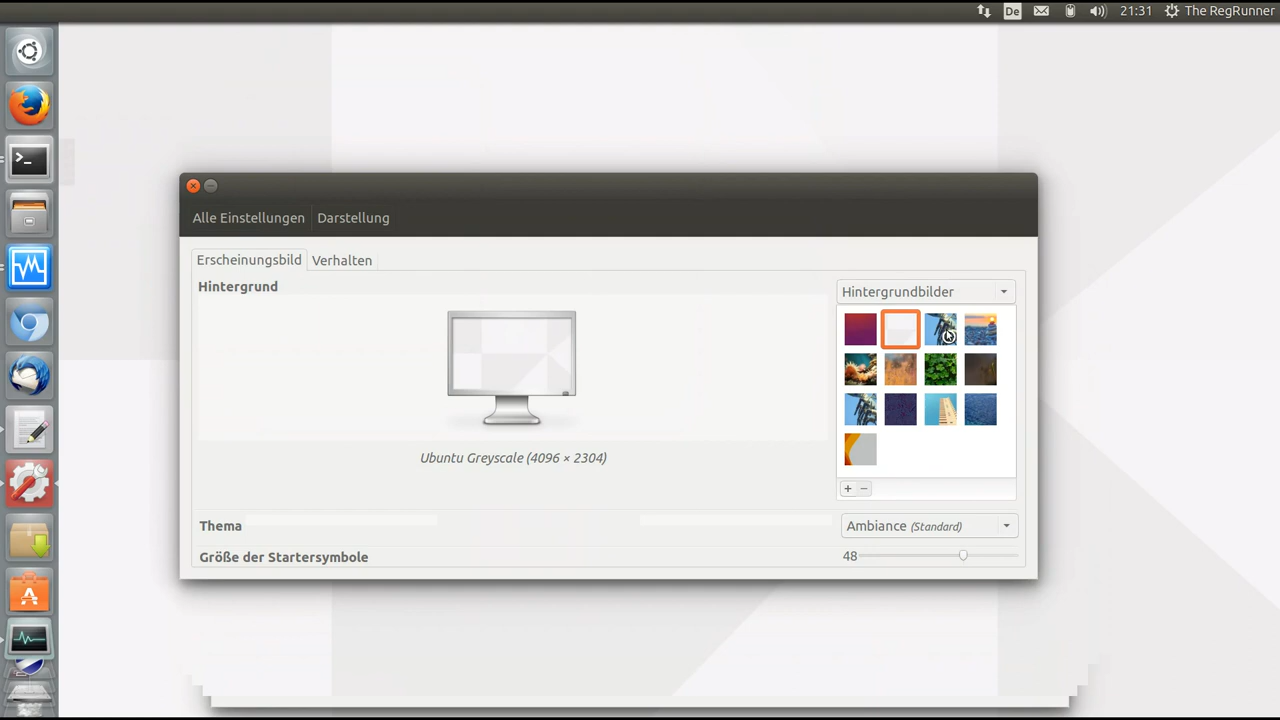 De 21:31 The RegRunner
Alle Einstellungen Darstellung
Erscheinungsbild Verhalten
Hintergrund
Hintergrundbilder
Ubuntu Greyscale (4096 × 2304)
+ −
Thema Ambiance (Standard)
Größe der Startersymbole 48